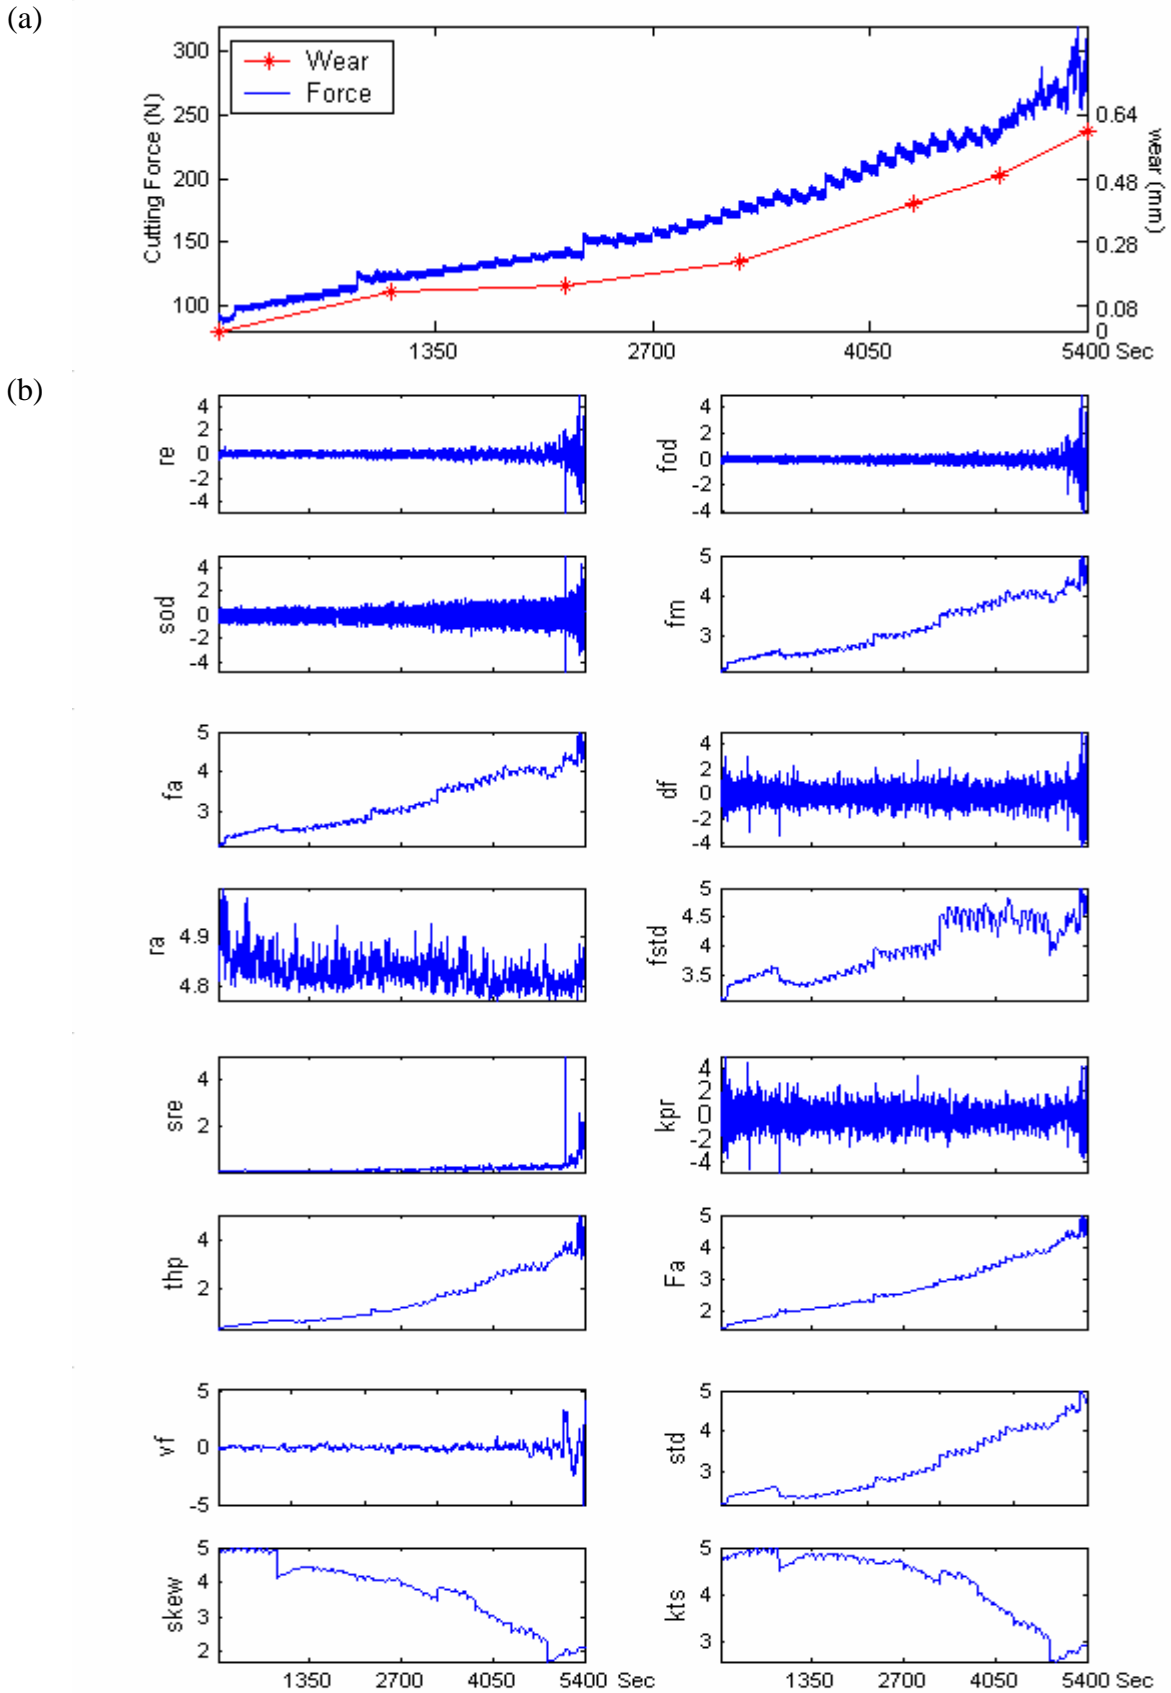 (a)
Wear
Force
Cutting Force (N)
300
250
200
150
100
wear (mm)
0.64
0.48
0.28
0.08
0
1350 2700 4050 5400 Sec
(b)
re
4
2
0
-2
-4
fod
4
2
0
-2
-4
sod
4
2
0
-2
-4
fm
5
4
3
fa
5
4
3
df
4
2
0
-2
-4
ra
4.9
4.8
fstd
5
4.5
4
3.5
sre
4
2
kpr
4
2
0
-2
-4
thp
4
2
Fa
5
4
3
2
vf
5
0
-5
std
5
4
3
skew
5
4
3
2
kts
5
4
3
1350 2700 4050 5400 Sec
1350 2700 4050 5400 Sec